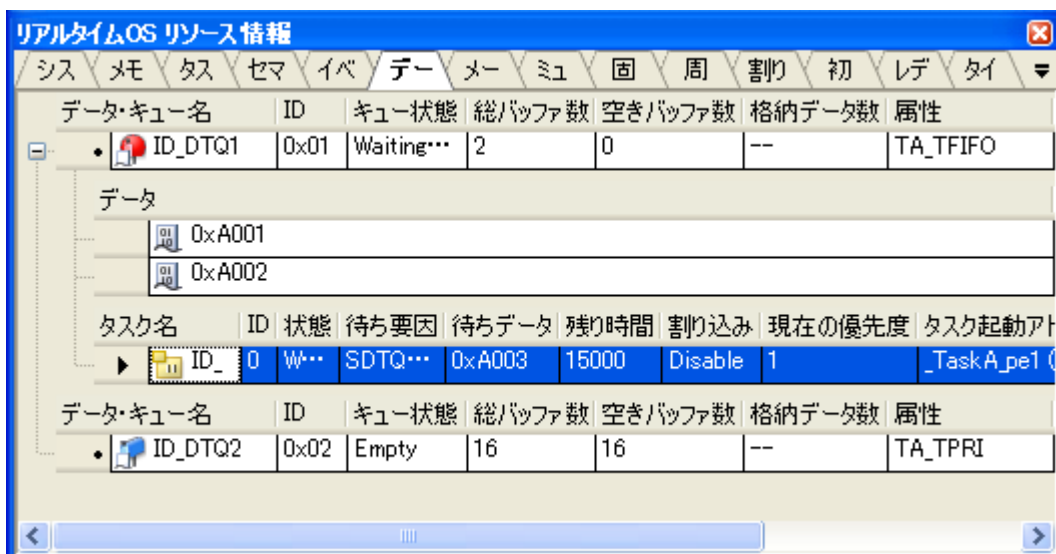 リアルタイムOS リソース情報
シス メモ タス セマ イベ データ メー ミュ 固 周 割り 初 レデ タイ
データ・キュー名 ID キュー状態 総バッファ数 空きバッファ数 格納データ数 属性
ID_DTQ1 0x01 Waiting… 2 0 -- TA_TFIFO
データ
0xA001
0xA002
タスク名 ID 状態 待ち要因 待ちデータ 残り時間 割り込み 現在の優先度 タスク起動アド
ID_ 0 W… SDTQ… 0xA003 15000 Disable 1 _TaskA_pe1 (
データ・キュー名 ID キュー状態 総バッファ数 空きバッファ数 格納データ数 属性
ID_DTQ2 0x02 Empty 16 16 -- TA_TPRI